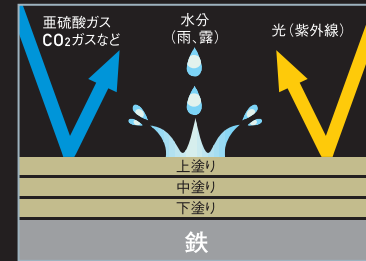 亜硫酸ガス
CO₂ガスなど
水分
（雨、露）
光（紫外線）
上塗り
中塗り
下塗り
鉄